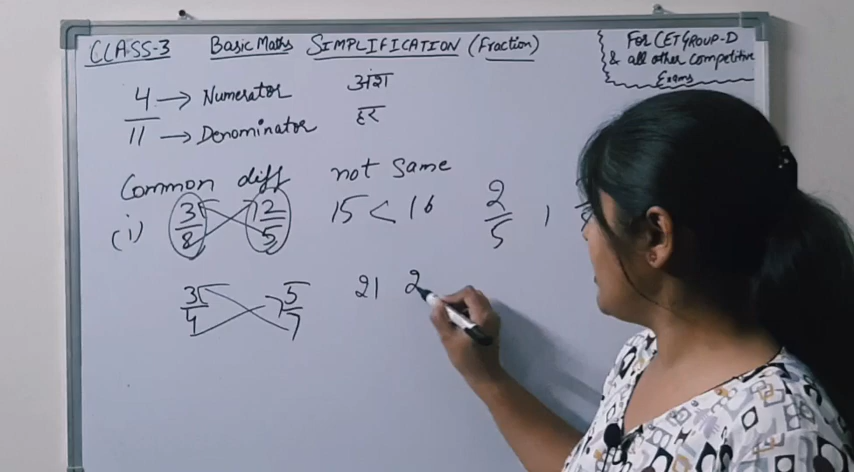 CLASS-3 Basic Maths SIMPLIFICATION (Fraction)
For CET GROUP-D
& all other competitive
Exams
4/11
→ Numerator अंश
→ Denominator हर
Common diff not same
(i) 3/8 2/5 15 < 16 2/5 ,
3/4 5/7 21 2